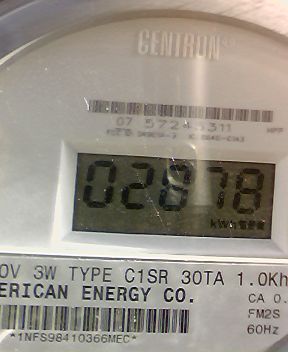 CENTRON®
07 57245311
02878
kWh
0V 3W TYPE C1SR 30TA 1.0Kh
ERICAN ENERGY CO.
CA 0.
FM2S
60Hz
*1NFS98410366MEC*